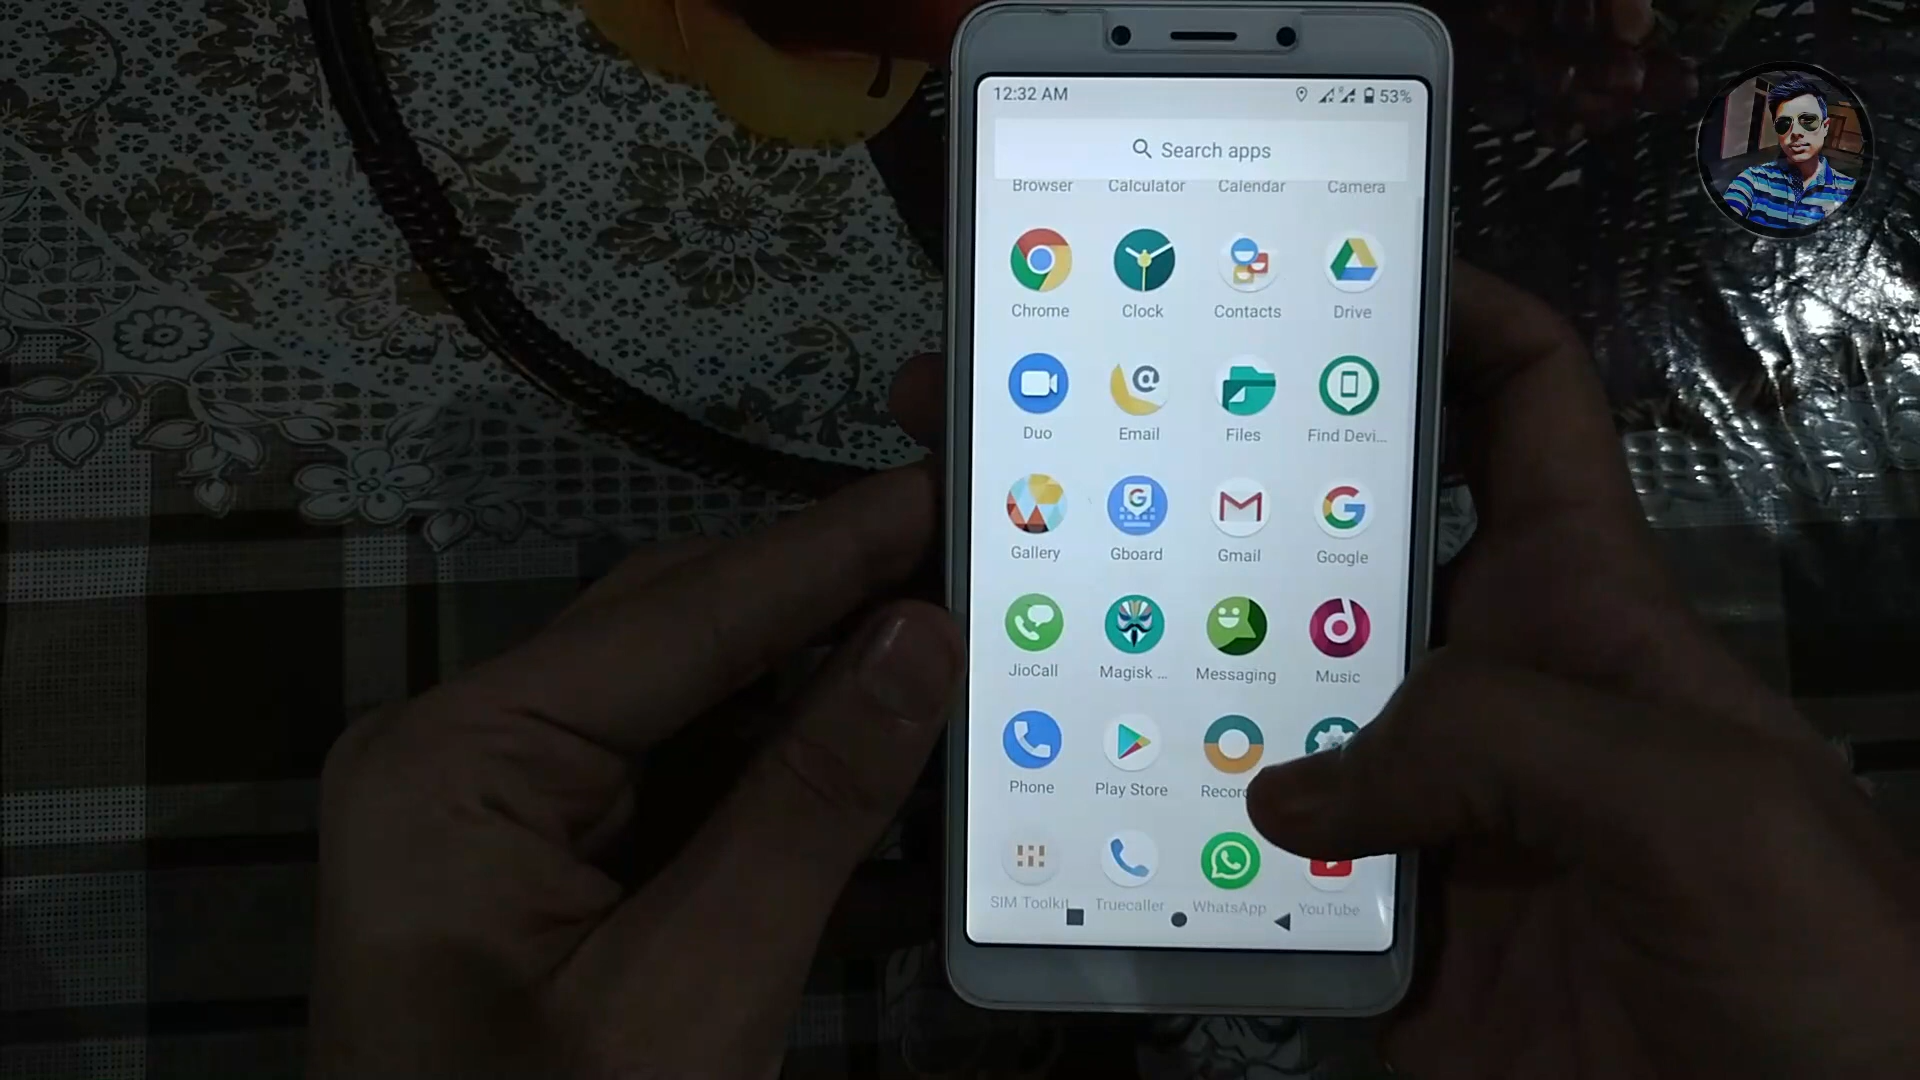 12:32 AM 53%
Search apps
Browser Calculator Calendar Camera
Chrome Clock Contacts Drive
Duo Email Files Find Devi...
Gallery Gboard Gmail Google
JioCall Magisk ... Messaging Music
Phone Play Store
SIM Toolkit Truecaller WhatsApp YouTube